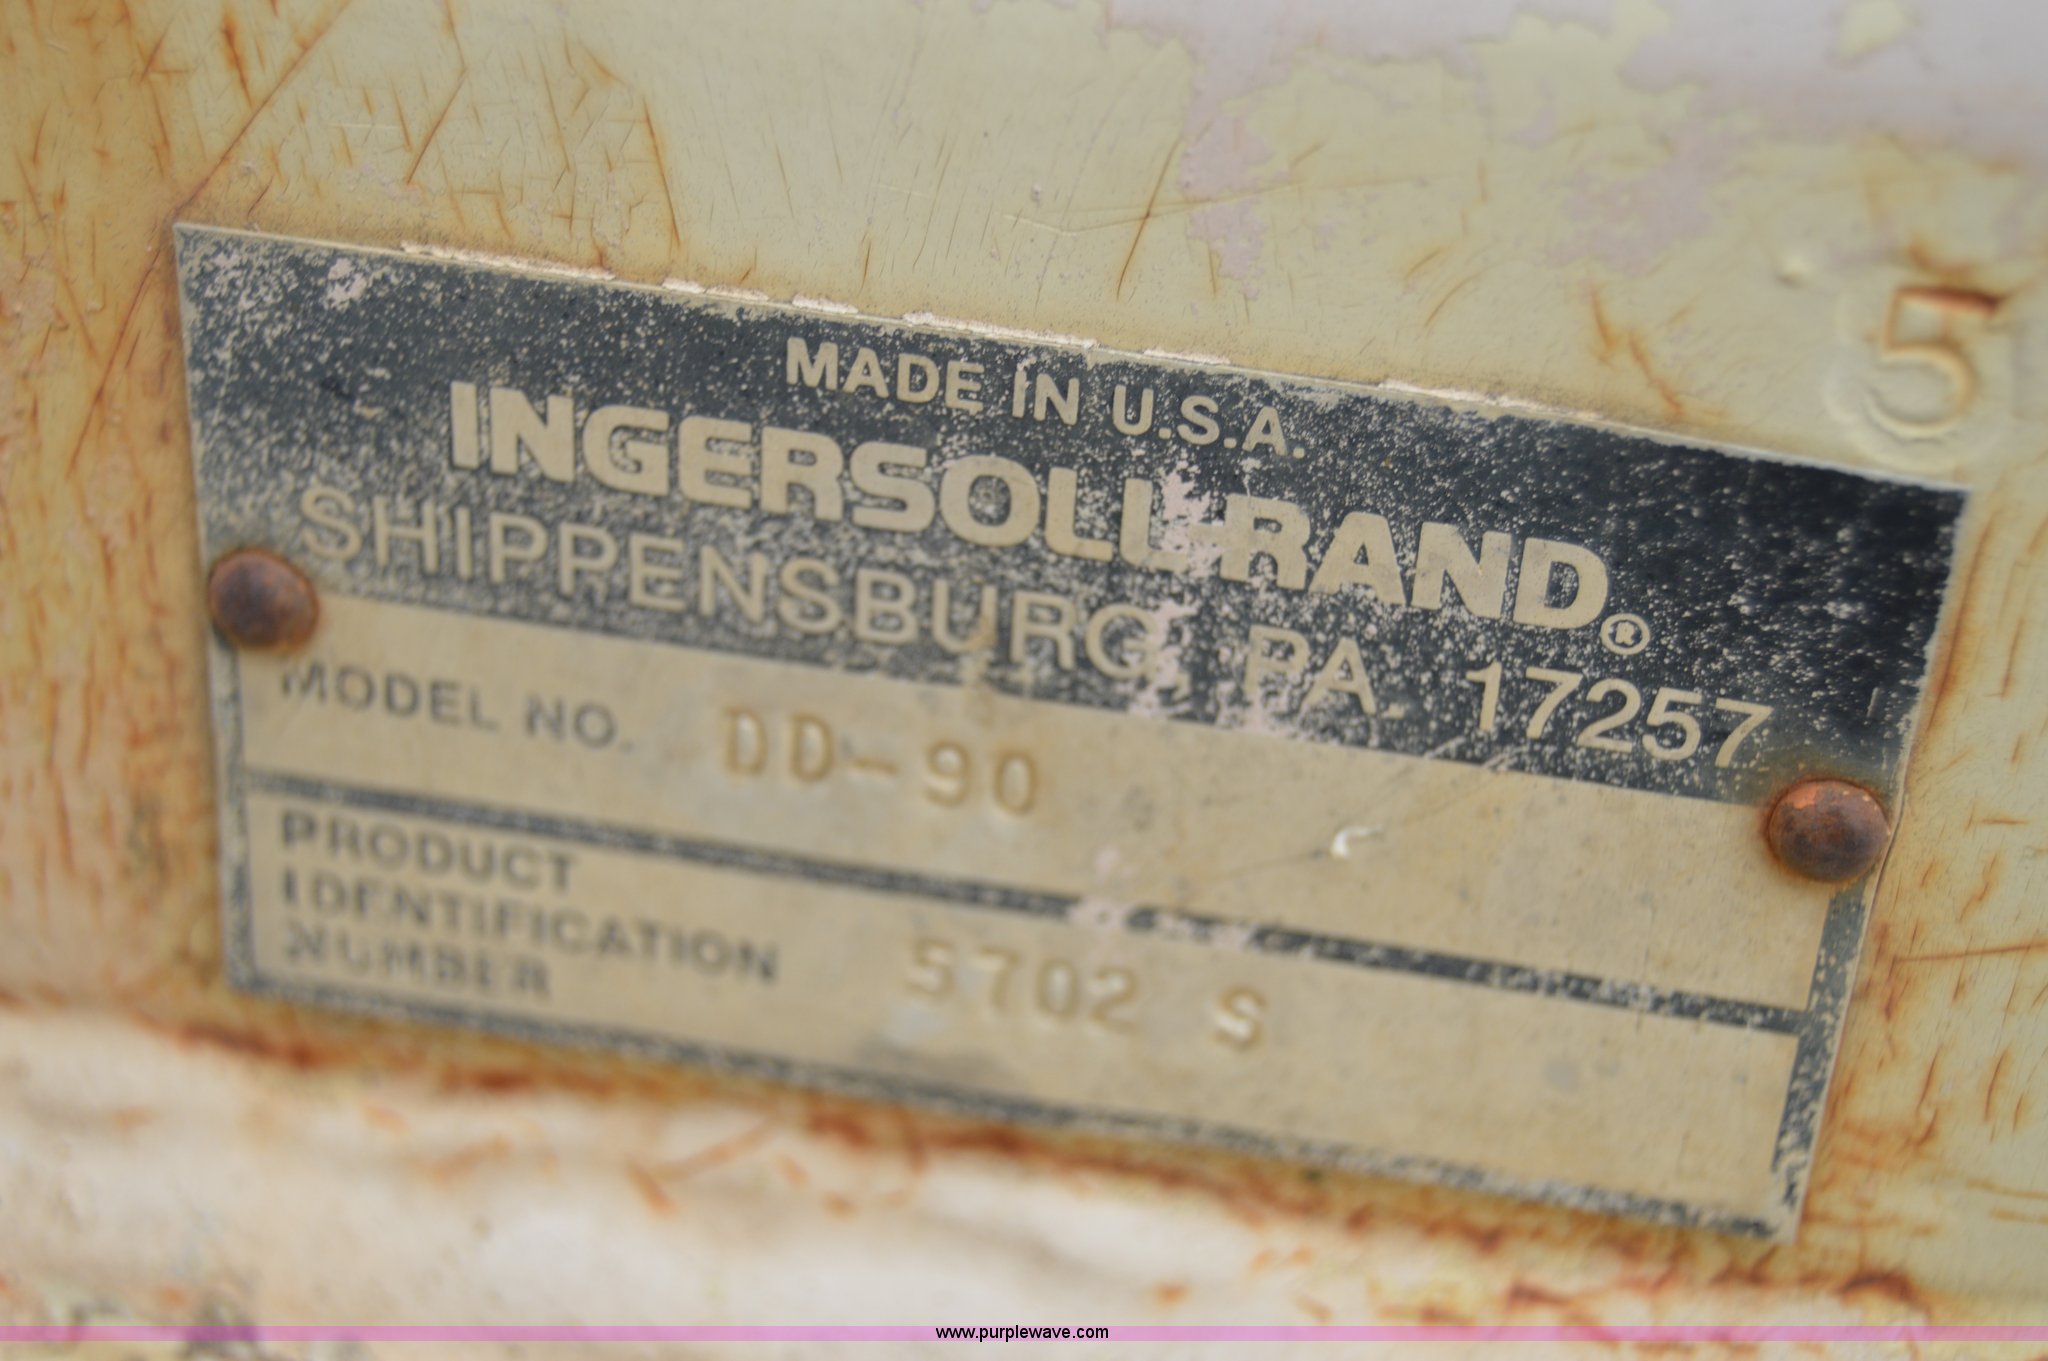 5
MADE IN U.S.A.
INGERSOLL-RAND®
SHIPPENSBURG, PA. 17257
MODEL NO. DD-90
PRODUCT
IDENTIFICATION
NUMBER 5702 S
www.purplewave.com